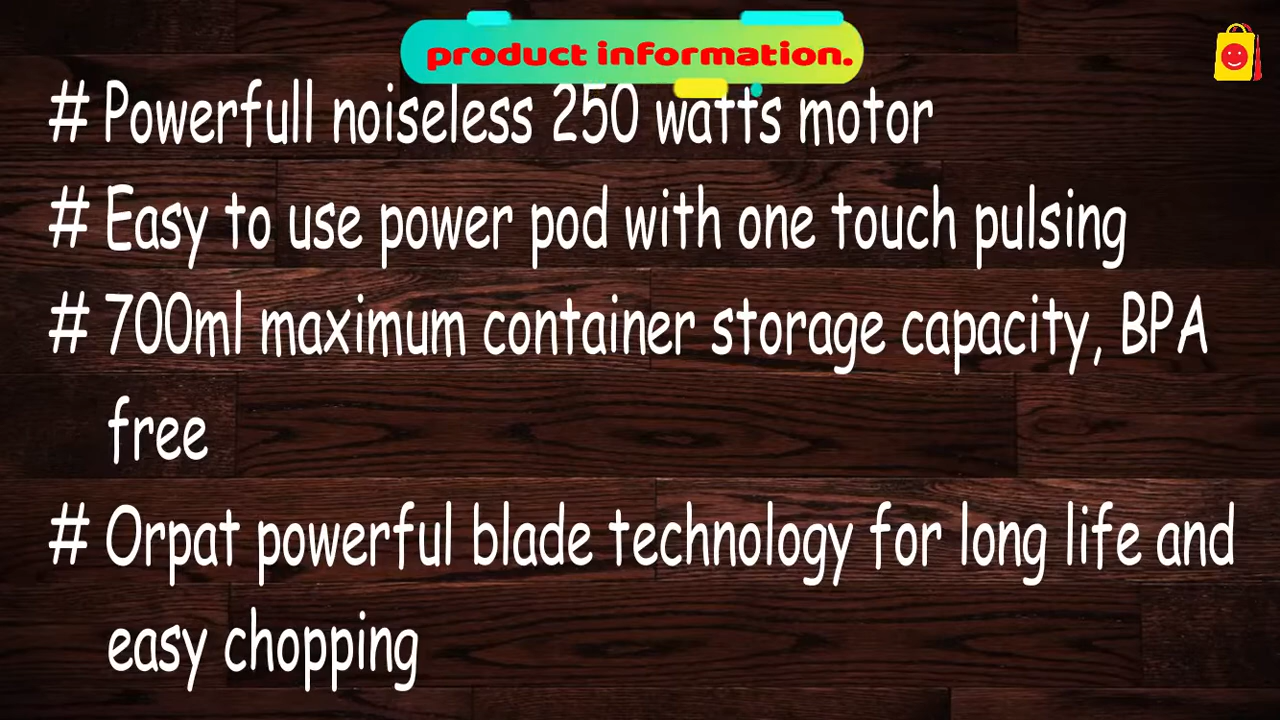 product information.
# Powerfull noiseless 250 watts motor
# Easy to use power pod with one touch pulsing
# 700ml maximum container storage capacity, BPA
free
# Orpat powerful blade technology for long life and
easy chopping